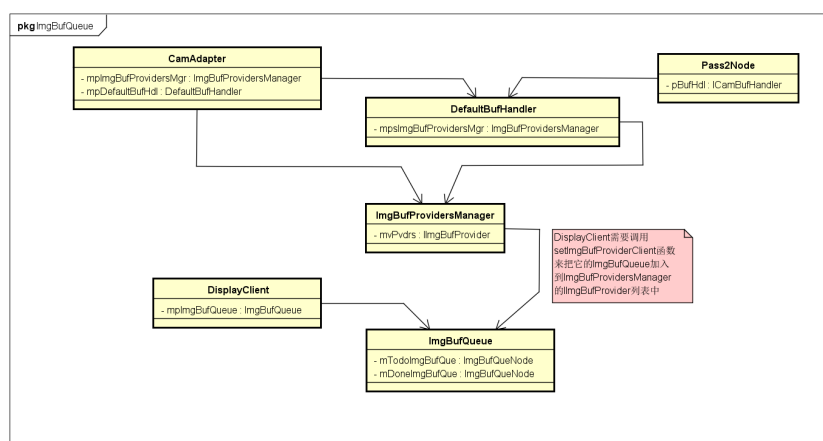 pkg ImgBufQueue
CamAdapter
- mpImgBufProvidersMgr : ImgBufProvidersManager
- mpDefaultBufHdl : DefaultBufHandler
Pass2Node
- pBufHdl : ICamBufHandler
DefaultBufHandler
- mpsImgBufProvidersMgr : ImgBufProvidersManager
ImgBufProvidersManager
- mvPvdrs : IImgBufProvider
DisplayClient需要调用
setImgBufProviderClient函数
来把它的ImgBufQueue加入
到ImgBufProvidersManager
的IImgBufProvider列表中
DisplayClient
- mpImgBufQueue : ImgBufQueue
ImgBufQueue
- mTodoImgBufQue : ImgBufQueNode
- mDoneImgBufQue : ImgBufQueNode